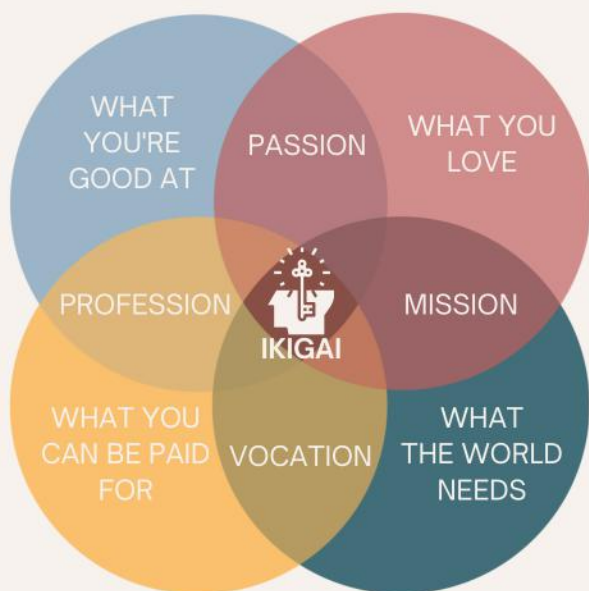 WHAT
YOU'RE
GOOD AT
PASSION
WHAT YOU
LOVE
PROFESSION
IKIGAI
MISSION
WHAT YOU
CAN BE PAID
FOR
VOCATION
WHAT
THE WORLD
NEEDS